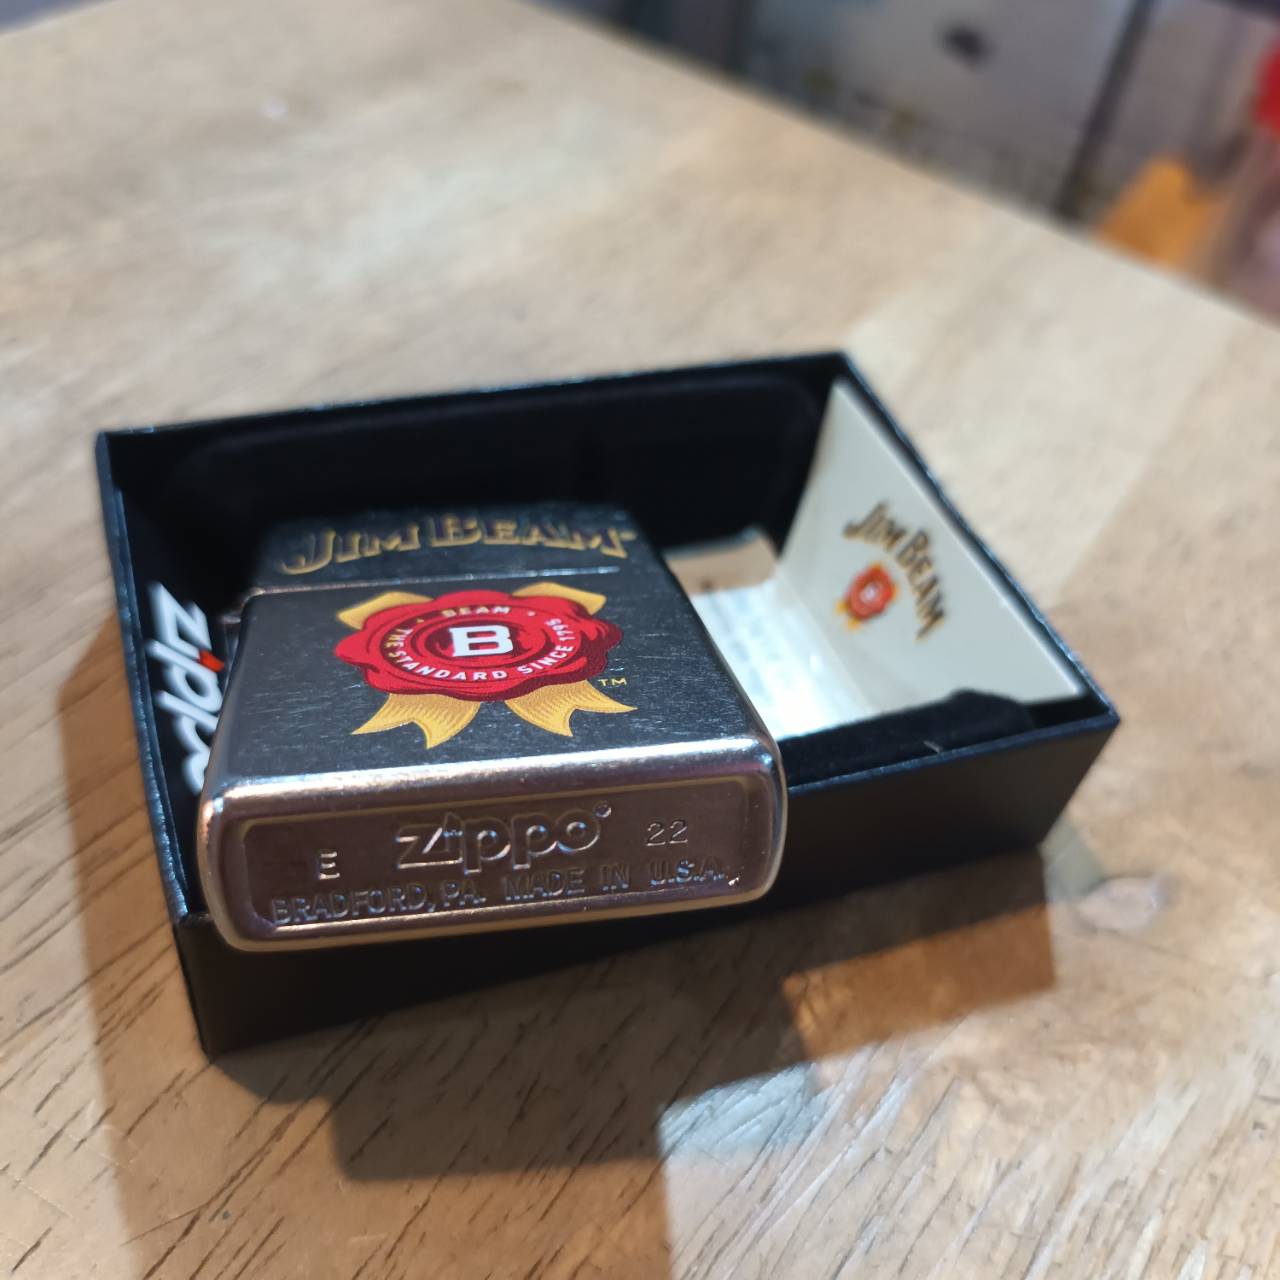 JIM BEAM
BEAM
B
THE STANDARD SINCE 1795
TM
zippo
E zippo® 22
BRADFORD, PA. MADE IN U.S.A.
JIM BEAM
B